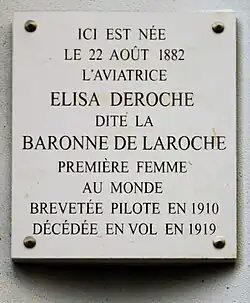 ICI EST NÉE
LE 22 AOÛT 1882
L'AVIATRICE
ELISA DEROCHE
DITE LA
BARONNE DE LAROCHE
PREMIÈRE FEMME
AU MONDE
BREVETÉE PILOTE EN 1910
DÉCÉDÉE EN VOL EN 1919